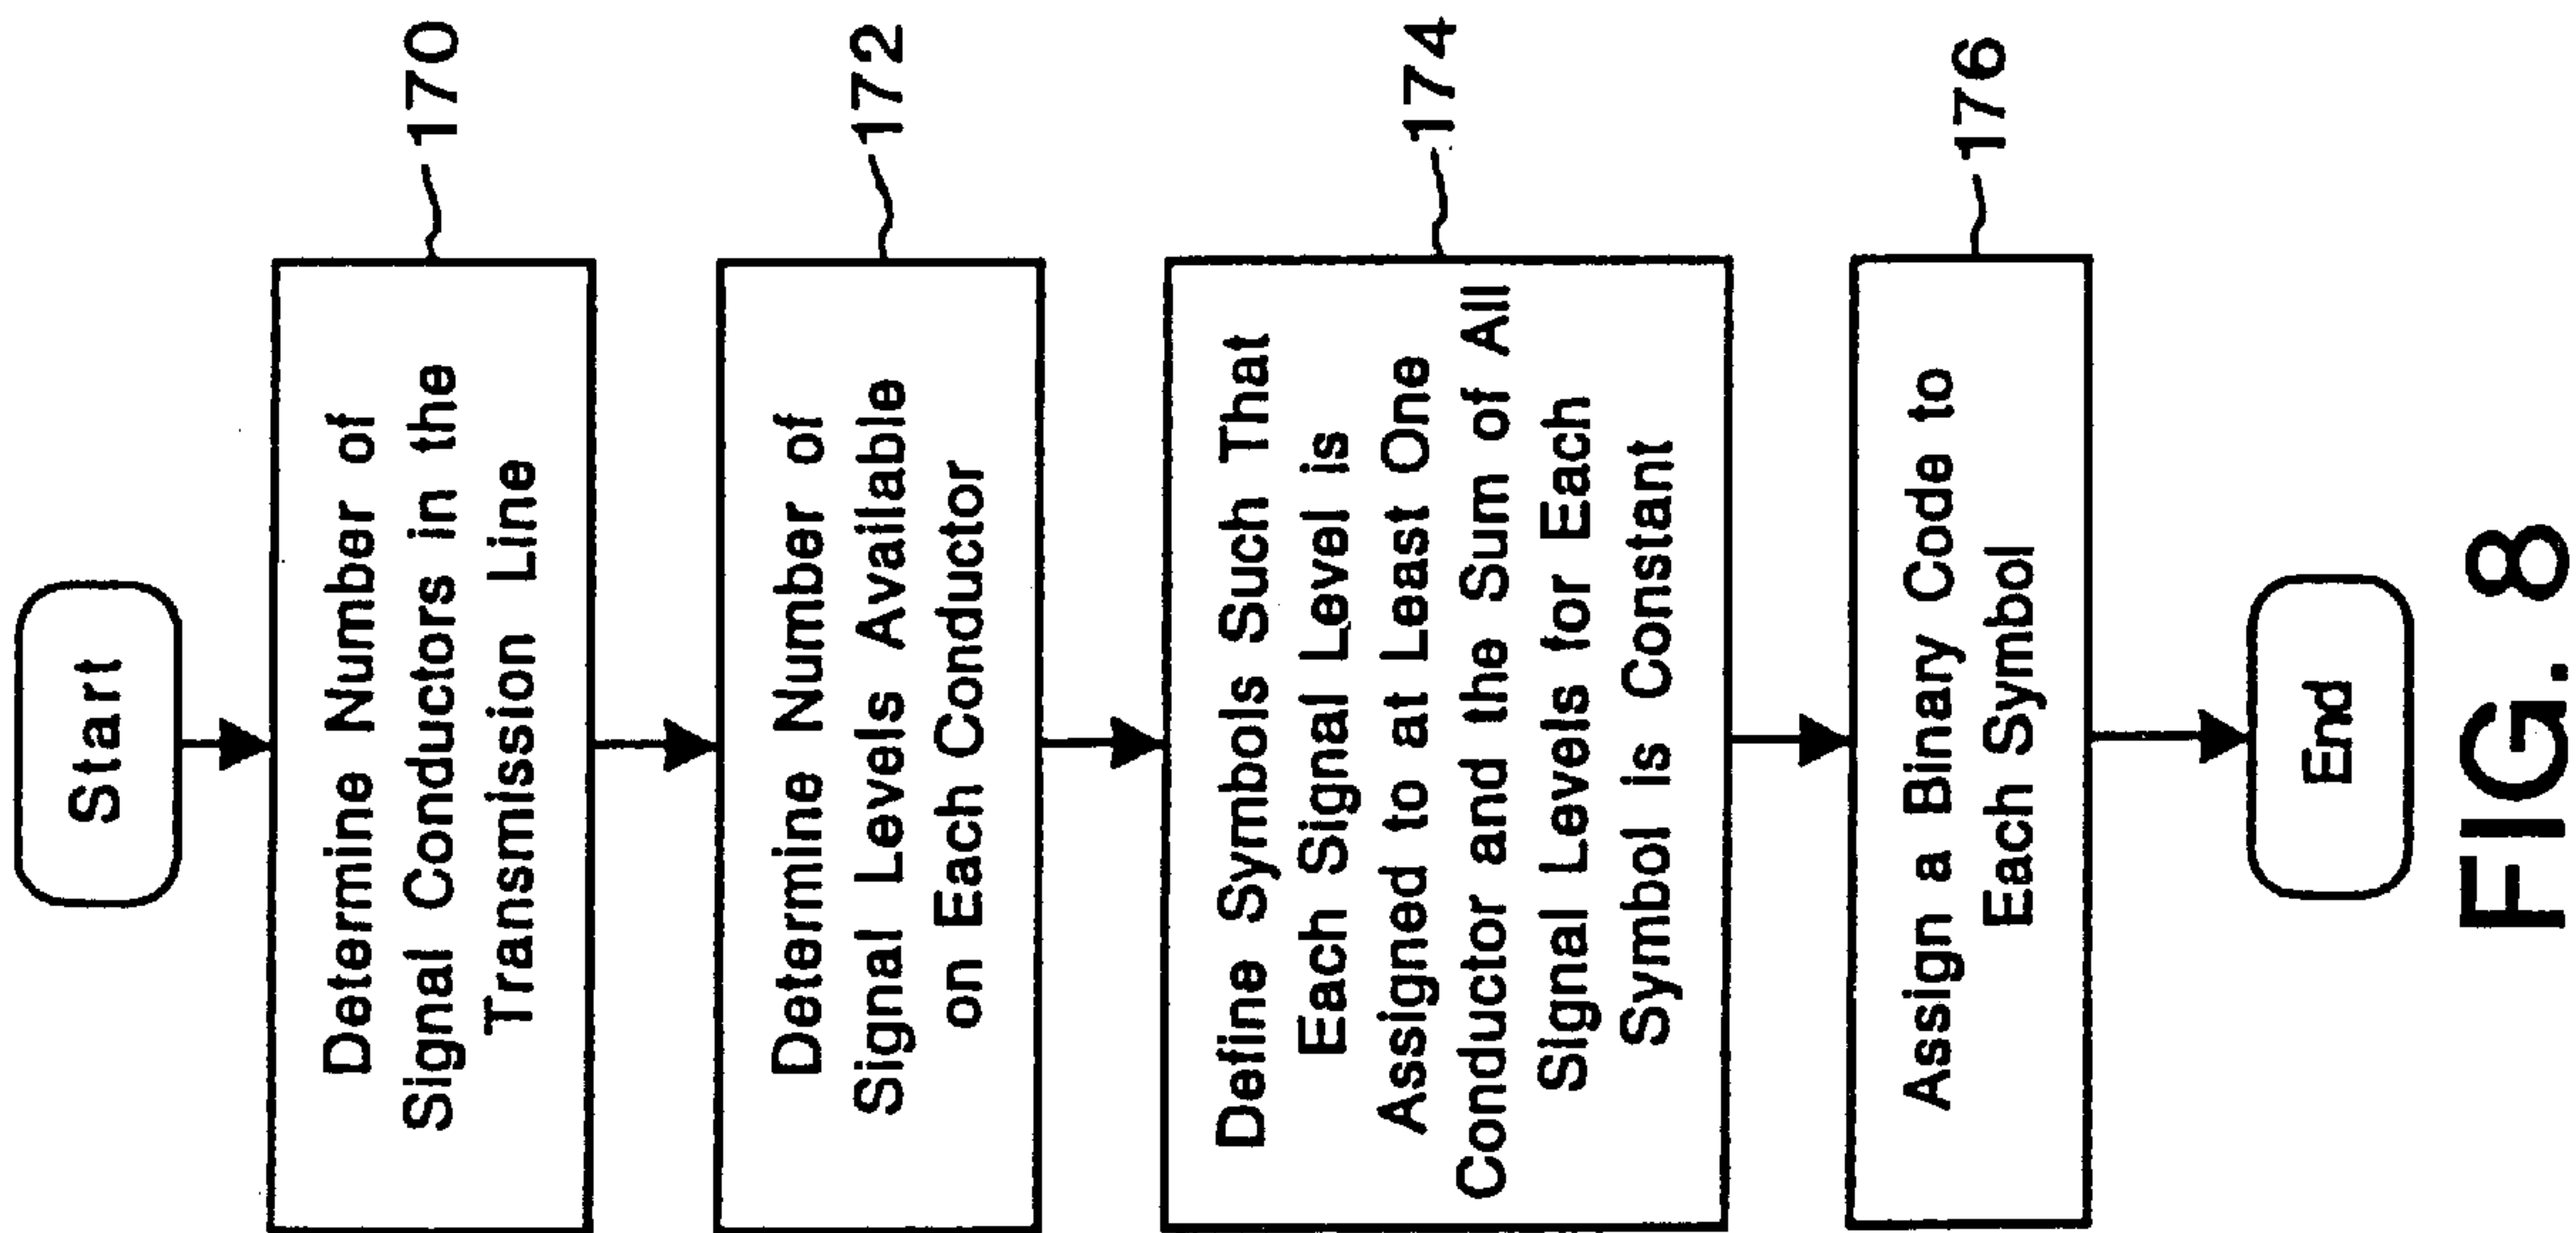 Start
Determine Number of
Signal Conductors in the
Transmission Line
170
Determine Number of
Signal Levels Available
on Each Conductor
172
Define Symbols Such That
Each Signal Level is
Assigned to at Least One
Conductor and the Sum of All
Signal Levels for Each
Symbol is Constant
174
Assign a Binary Code to
Each Symbol
176
End
FIG. 8